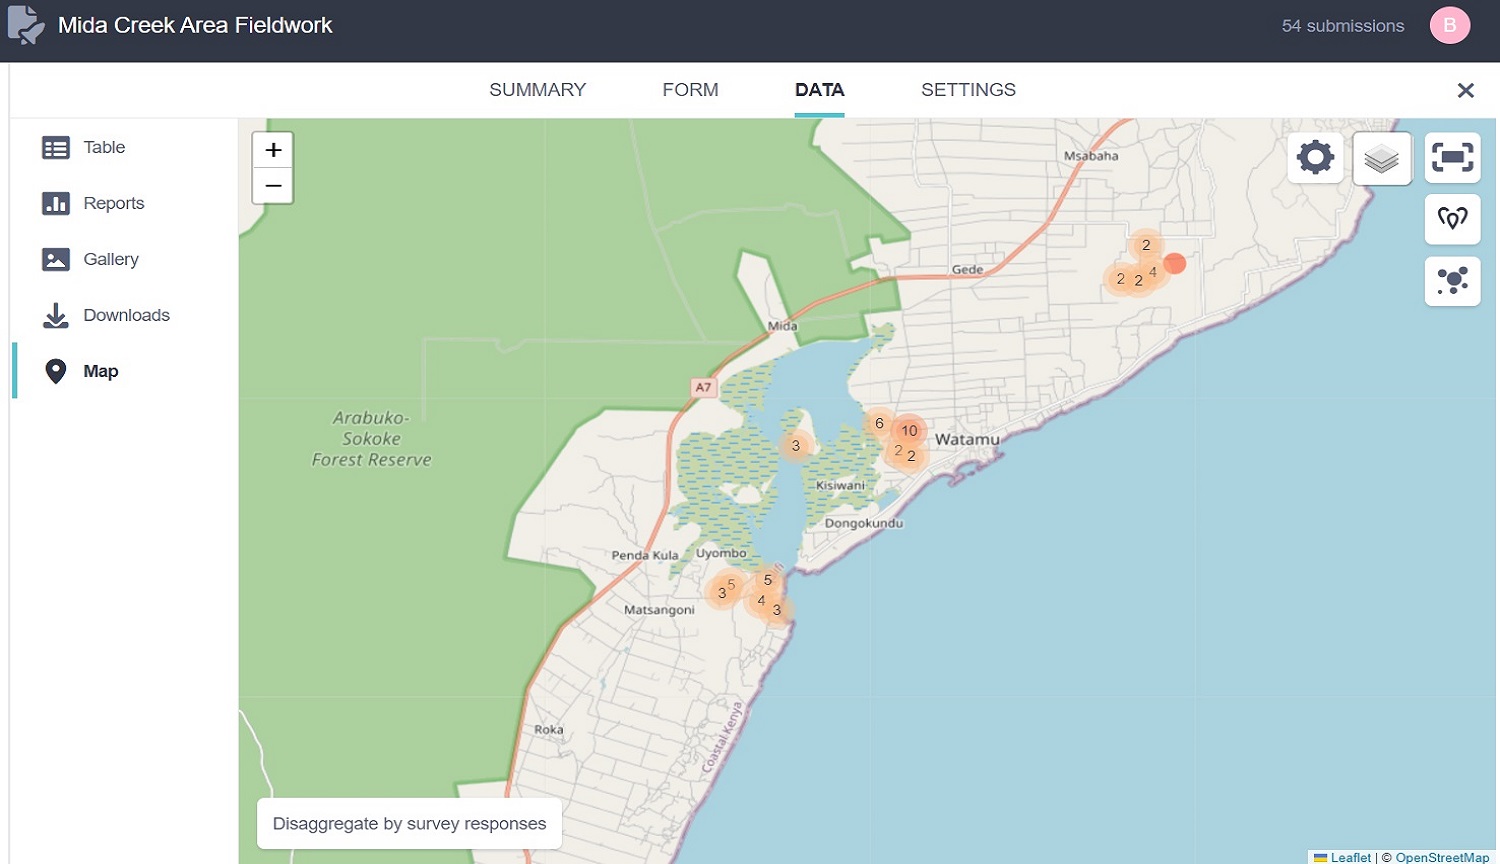 Mida Creek Area Fieldwork
54 submissions
B
SUMMARY
FORM
DATA
SETTINGS
Table
Reports
Gallery
Downloads
Map
+
−
Msabaha
2
2
2
4
Gede
Mida
A7
Arabuko-
Sokoke
Forest Reserve
3
6
10
2
2
Watamu
Kisiwani
Dongokundu
Penda Kula
Uyombo
3
5
5
4
3
Matsangoni
Roka
Coastal Kenya
Disaggregate by survey responses
Leaflet | © OpenStreetMap